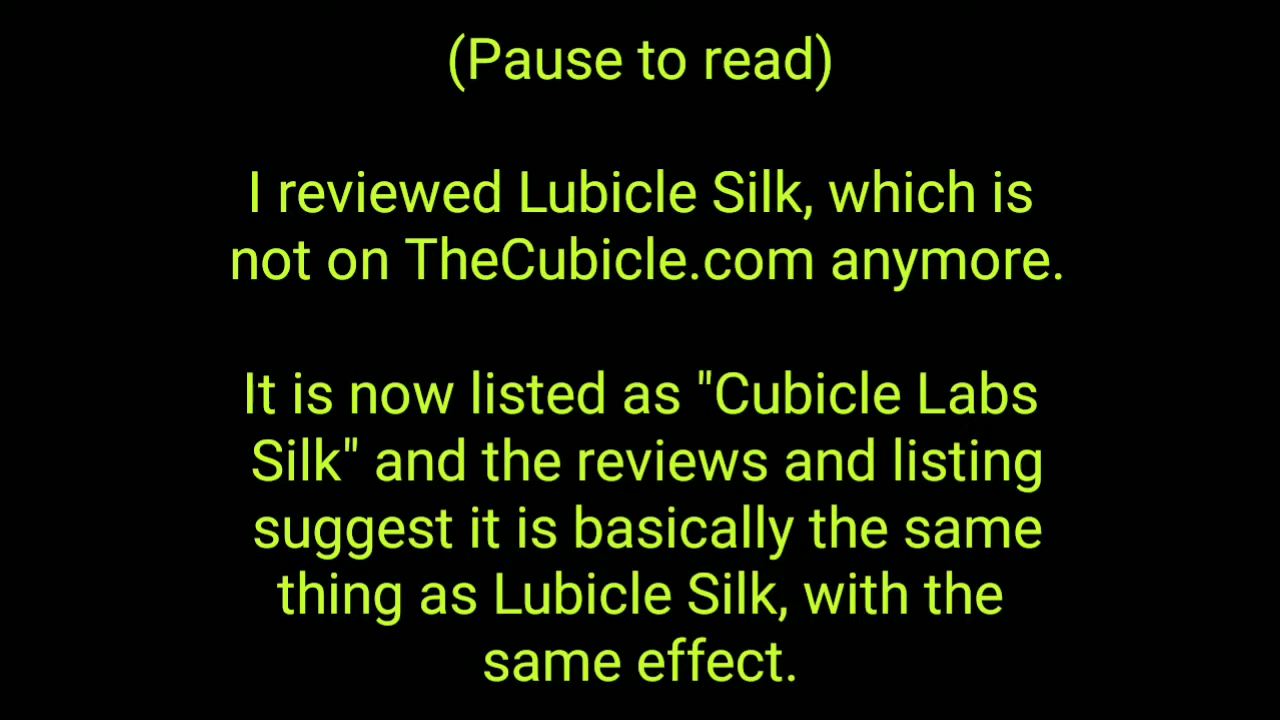 (Pause to read)
I reviewed Lubicle Silk, which is
not on TheCubicle.com anymore.
It is now listed as "Cubicle Labs
Silk" and the reviews and listing
suggest it is basically the same
thing as Lubicle Silk, with the
same effect.